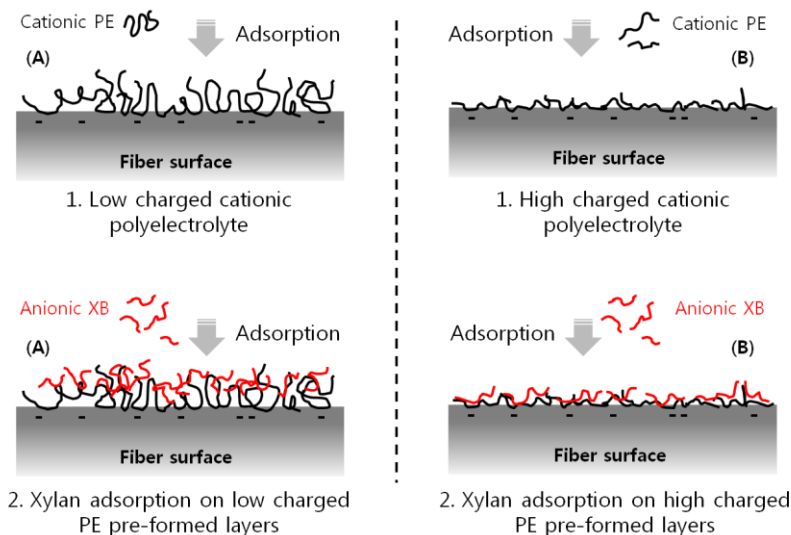 Cationic PE
Adsorption
(A)
Fiber surface
1. Low charged cationic
polyelectrolyte
Adsorption
Cationic PE
(B)
Fiber surface
1. High charged cationic
polyelectrolyte
Anionic XB
Adsorption
(A)
Fiber surface
2. Xylan adsorption on low charged
PE pre-formed layers
Anionic XB
Adsorption
(B)
Fiber surface
2. Xylan adsorption on high charged
PE pre-formed layers